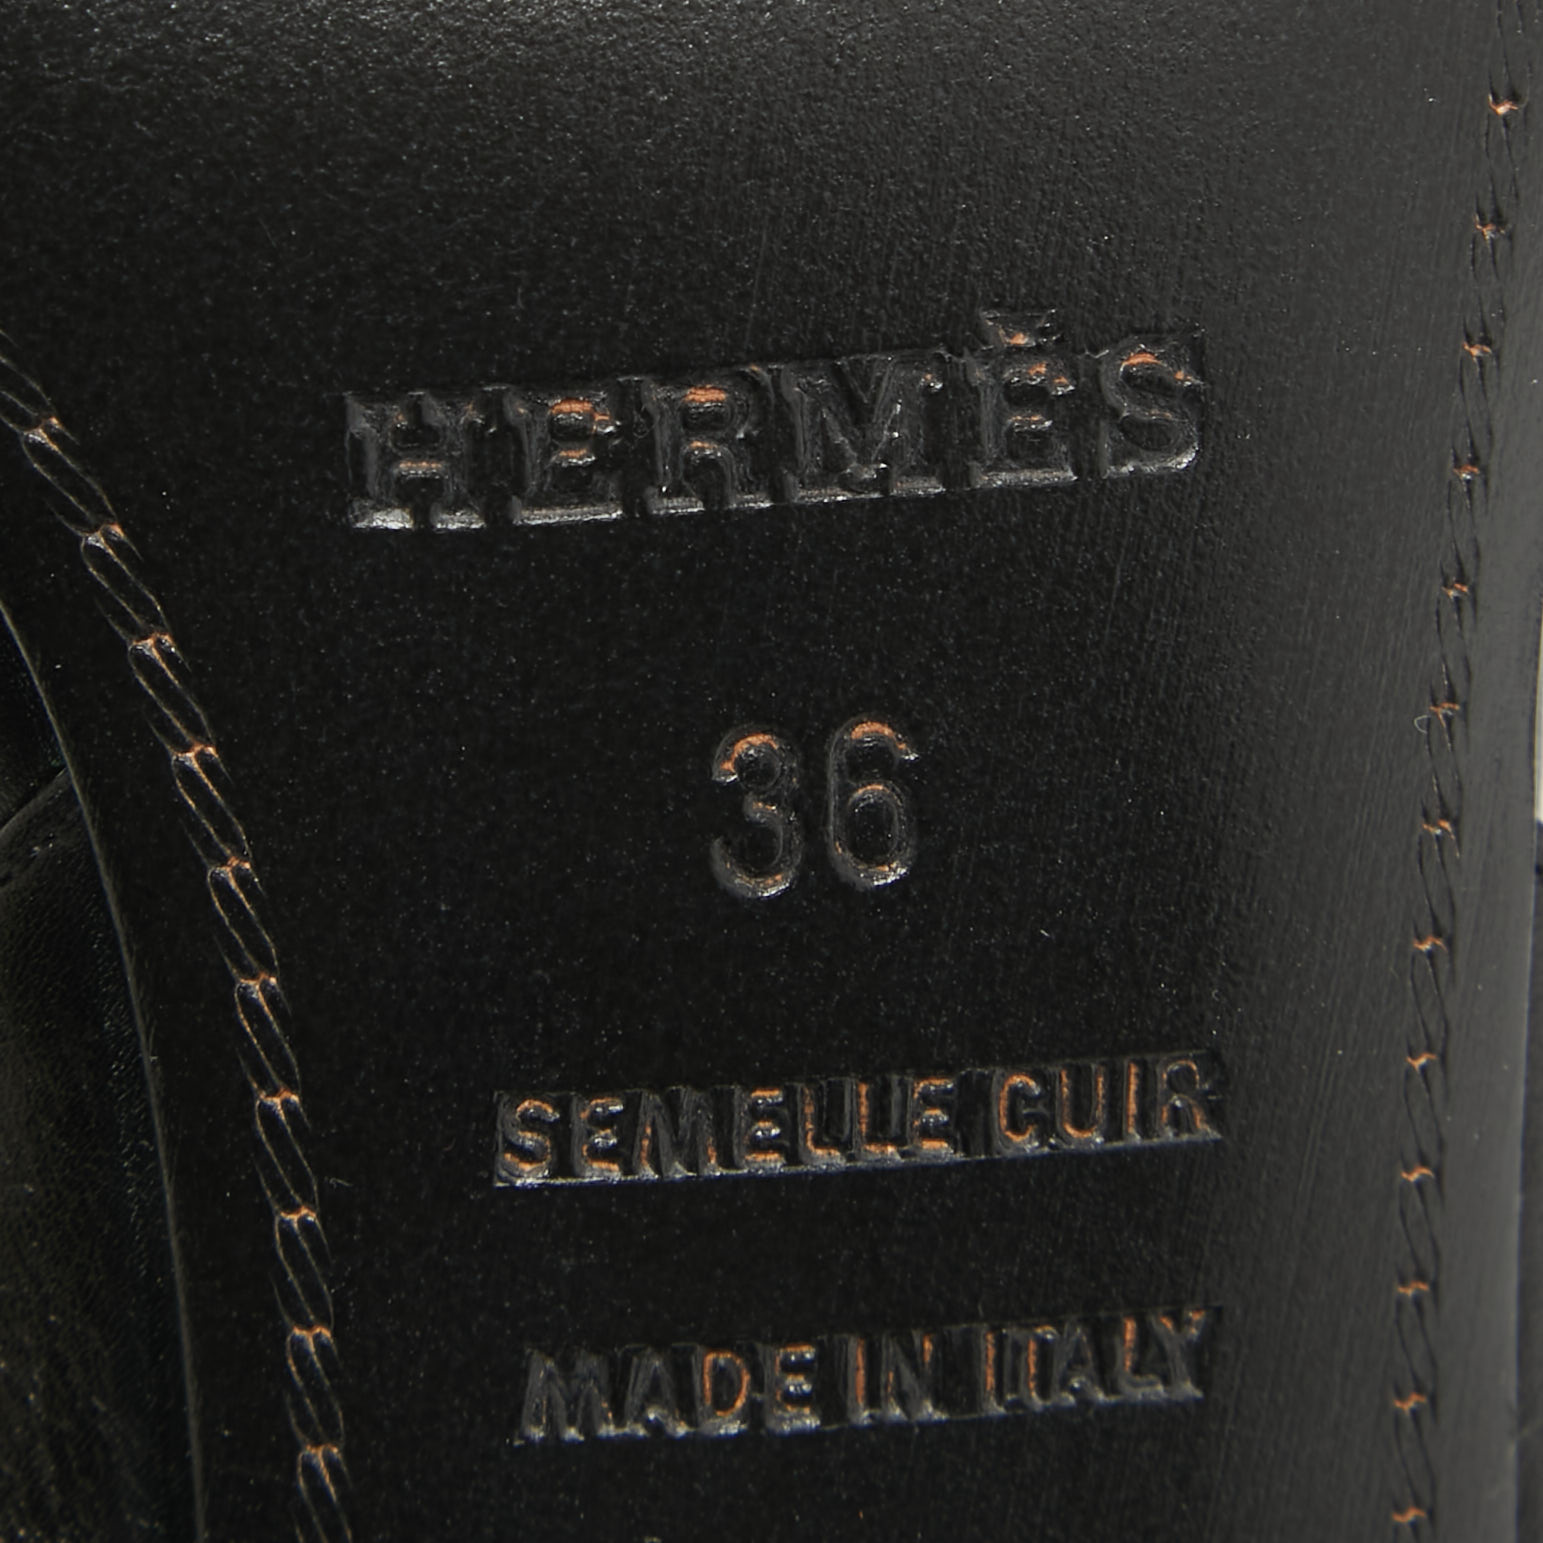 HERMÈS
36
SEMELLE CUIR
MADE IN ITALY